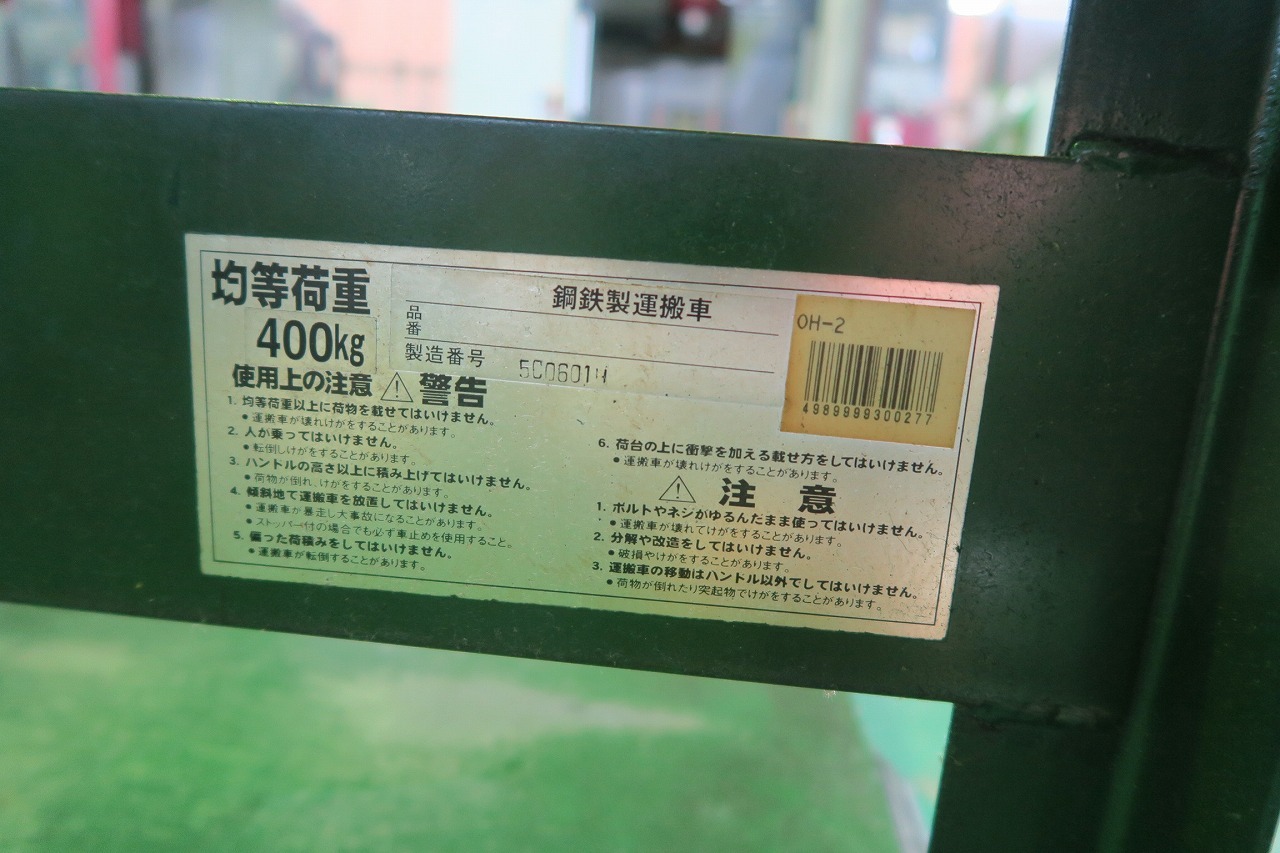 均等荷重
400kg
鋼鉄製運搬車
品番
製造番号 5C0601H
OH-2
4989999300277
使用上の注意 ⚠ 警告
1. 均等荷重以上に荷物を載せてはいけません。
● 運搬車が壊れけがをすることがあります。
2. 人が乗ってはいけません。
● 転倒しけがをすることがあります。
3. ハンドルの高さ以上に積み上げてはいけません。
● 荷物が倒れ、けがをすることがあります。
4. 傾斜地で運搬車を放置してはいけません。
● 運搬車が暴走し大事故になることがあります。
● ストッパー付の場合でも必ず車止めを使用すること。
5. 偏った荷積みをしてはいけません。
● 運搬車が転倒することがあります。
6. 荷台の上に衝撃を加える載せ方をしてはいけません。
● 運搬車が壊れけがをすることがあります。
⚠ 注意
1. ボルトやネジがゆるんだまま使ってはいけません。
● 運搬車が壊れてけがをすることがあります。
2. 分解や改造をしてはいけません。
● 破損やけがをすることがあります。
3. 運搬車の移動はハンドル以外でしてはいけません。
● 荷物が倒れたり突起物でけがをすることがあります。